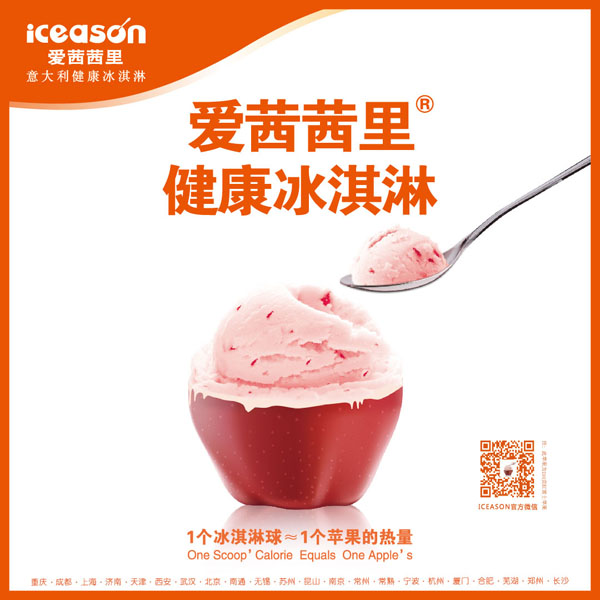 iceason
爱茜茜里
意大利健康冰淇淋
爱茜茜里®
健康冰淇淋
ICEASON官方微信
1个冰淇淋球≈1个苹果的热量
One Scoop' Calorie Equals One Apple's
重庆·成都·上海·济南·天津·西安·武汉·北京·南通·无锡·苏州·昆山·南京·常州·常熟·宁波·杭州·厦门·合肥·芜湖·郑州·长沙